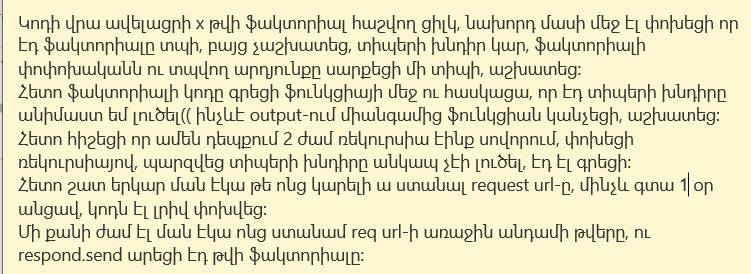 Կոդի վրա ավելացրի x թվի ֆակտորիալ հաշվող ցիլկ, նախորդ մասի մեջ էլ փոխեցի որ
էդ ֆակտորիալը տպի, բայց չաշխատեց, տիպերի խնդիր կար, ֆակտորիալի
փոփոխականն ու տպվող արդյունքը սարքեցի մի տիպի, աշխատեց։
Հետո ֆակտորիալի կոդը գրեցի ֆունկցիայի մեջ ու հասկացա, որ էդ տիպերի խնդիրը
անիմաստ եմ լուծել(( ինչևէ output-ում միանգամից ֆունկցիան կանչեցի, աշխատեց։
Հետո հիշեցի որ ամեն դեպքում 2 ժամ ռեկուրսիա էինք սովորում, փոխեցի
ռեկուրսիայով, պարզվեց տիպերի խնդիրը անկապ չէի լուծել, էդ էլ գրեցի։
Հետո շատ երկար ման էկա թե ոնց կարելի ա ստանալ request url-ը, մինչև գտա 1 օր
անցավ, կոդն էլ լրիվ փոխվեց։
Մի քանի ժամ էլ ման էկա ոնց ստանամ req url-ի առաջին անդամի թվերը, ու
respond.send արեցի էդ թվի ֆակտորիալը։